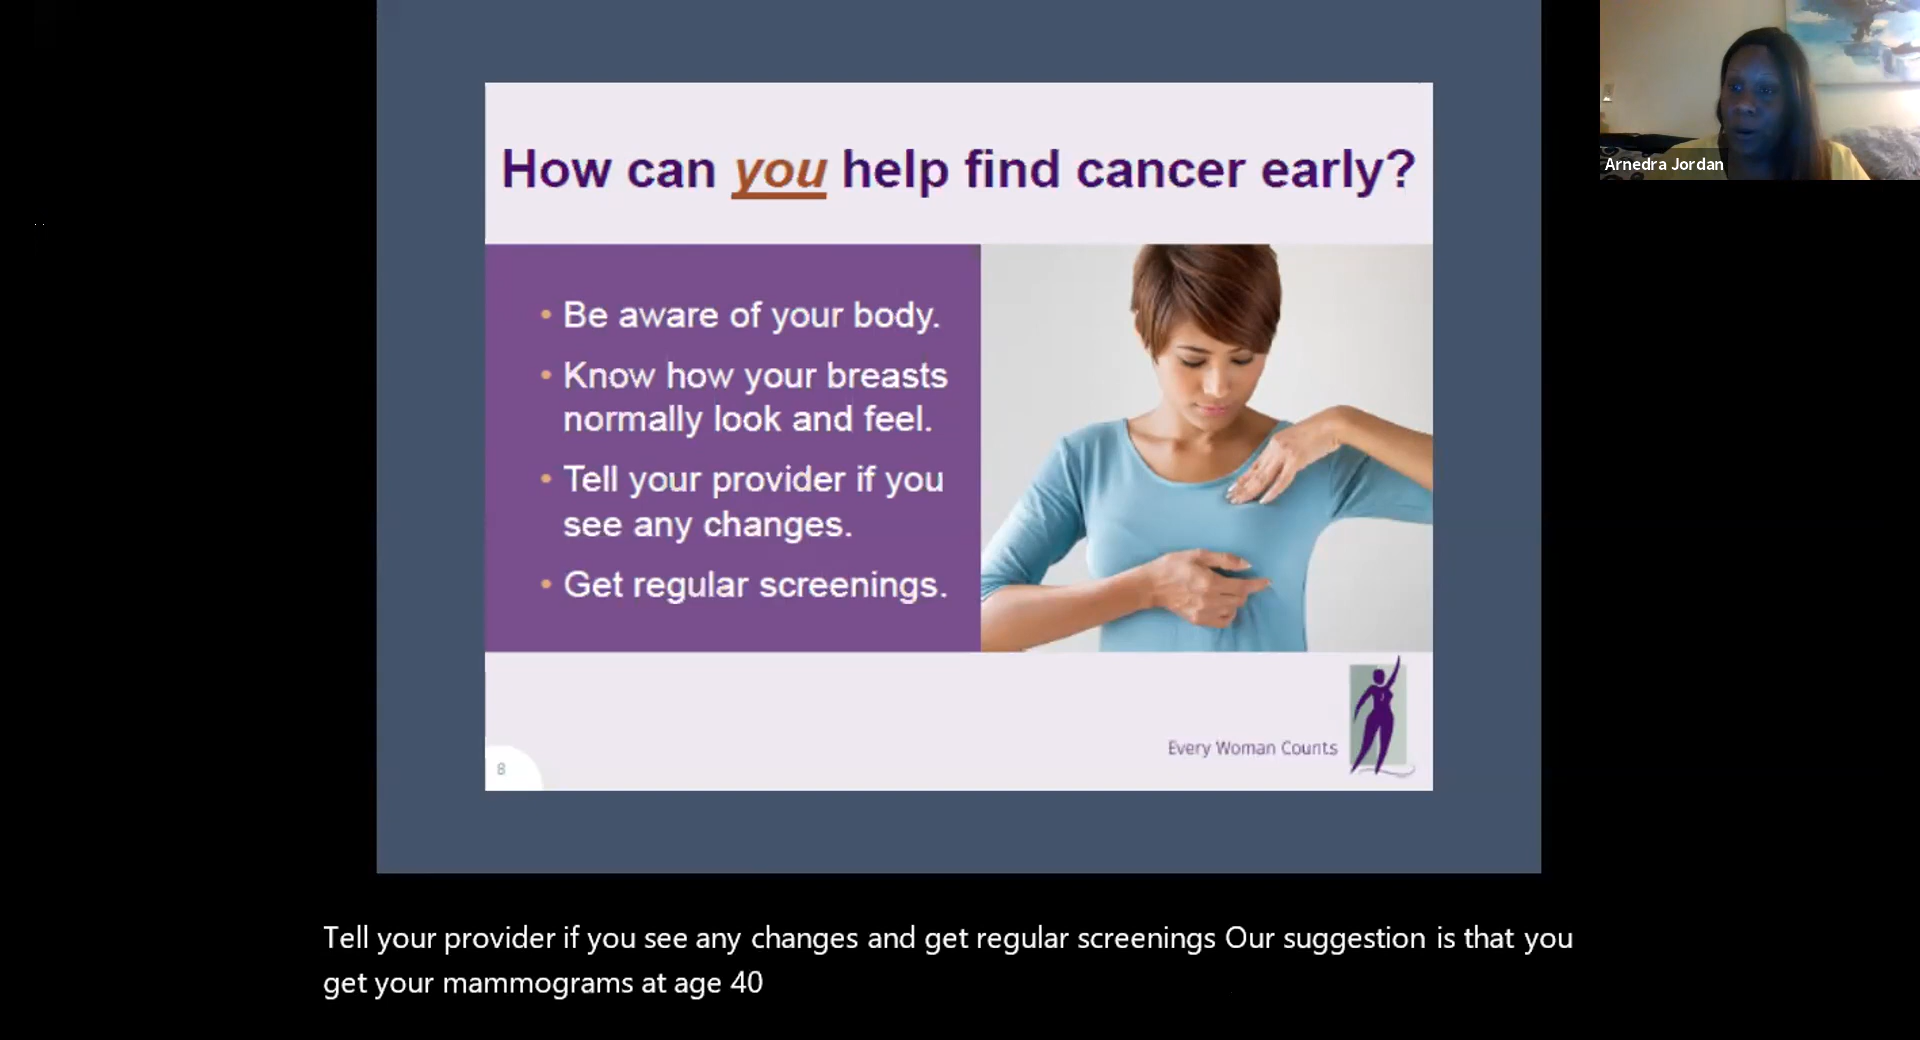 How can you help find cancer early?
• Be aware of your body.
• Know how your breasts
normally look and feel.
• Tell your provider if you
see any changes.
• Get regular screenings.
Every Woman Counts
8
Arnedra Jordan
Tell your provider if you see any changes and get regular screenings Our suggestion is that you
get your mammograms at age 40